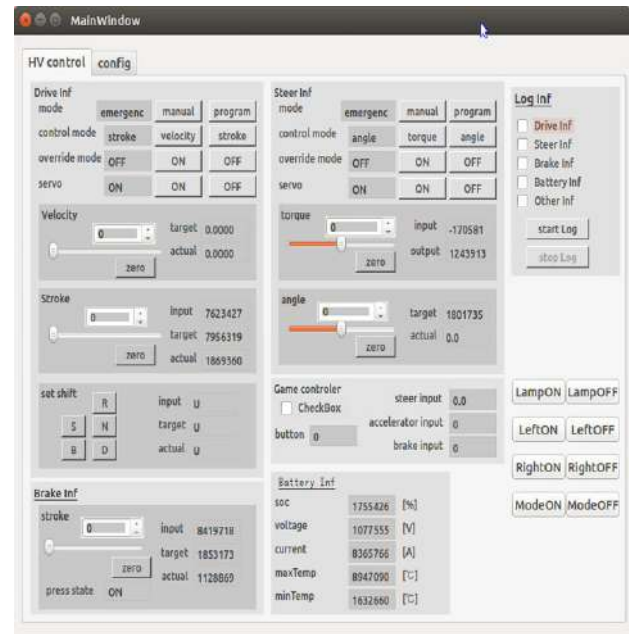 MainWindow
HV control config
Drive Inf
mode emergenc manual program
control mode stroke velocity stroke
override mode OFF ON OFF
servo ON ON OFF
Velocity
0 target 0.0000
actual 0.0000
zero
Stroke
0 input 7623427
target 7956319
zero actual 1869360
set shift
R input U
S N target U
B D actual U
Brake Inf
stroke
0 input 8419718
target 1853173
zero actual 1128869
press state ON
Steer Inf
mode emergenc manual program
control mode angle torque angle
override mode OFF ON OFF
servo ON ON OFF
torque
0 input -170581
output 1243913
zero
angle
0 target 1801735
actual 0.0
zero
Game controler
CheckBox steer input 0.0
accelerator input 0
button 0
brake input 0
Battery Inf
soc 1755426 [%]
voltage 1077555 [V]
current 8365766 [A]
maxTemp 8947090 [℃]
minTemp 1632660 [℃]
Log Inf
Drive Inf
Steer Inf
Brake Inf
Battery Inf
Other Inf
start Log
stop Log
LampON LampOFF
LeftON LeftOFF
RightON RightOFF
ModeON ModeOFF